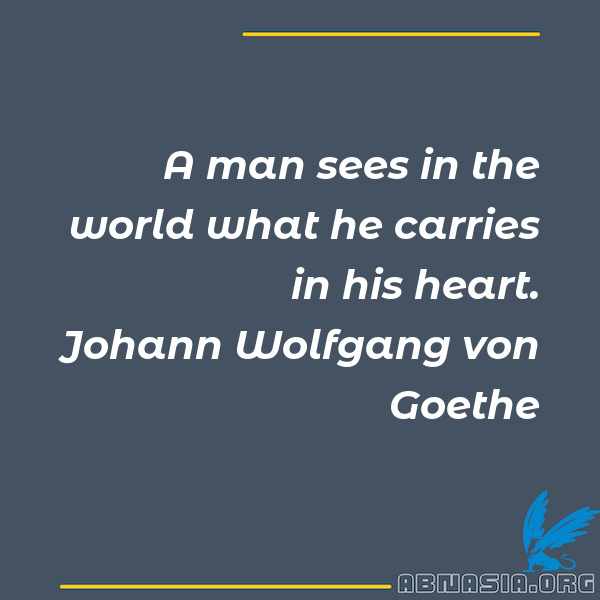 A man sees in the
world what he carries
in his heart.
Johann Wolfgang von
Goethe
ABNASIA.ORG